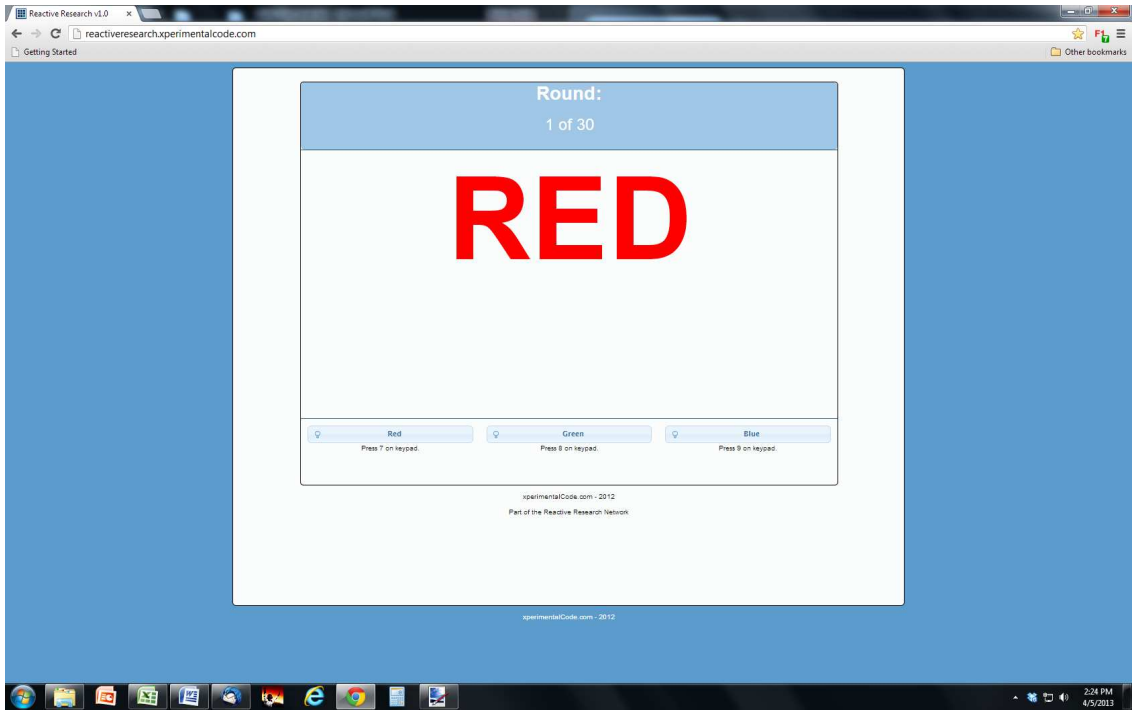 Reactive Research v1.0
reactiveresearch.xperimentalcode.com
Getting Started
Other bookmarks
Round:
1 of 30
RED
Red Green Blue
Press 7 on keypad. Press 8 on keypad. Press 9 on keypad.
xperimentalCode.com - 2012
Part of the Reactive Research Network
xperimentalCode.com - 2012
2:24 PM
4/5/2013